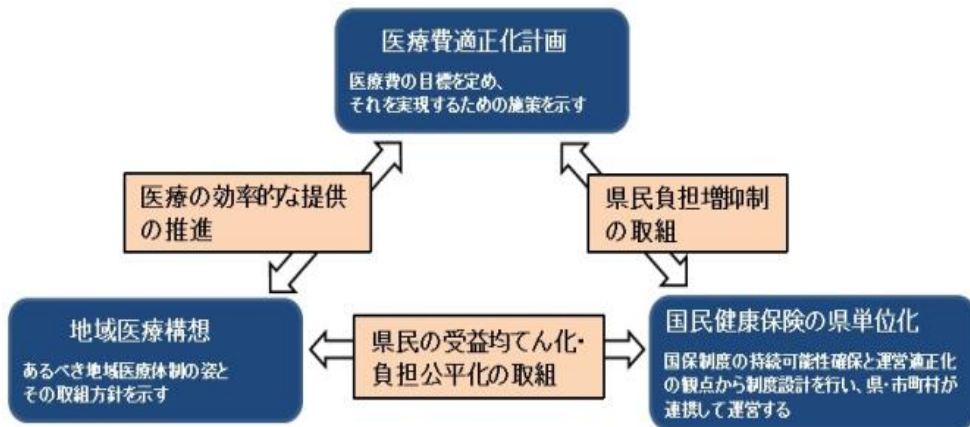 医療費適正化計画
医療費の目標を定め、
それを実現するための施策を示す
医療の効率的な提供
の推進
県民負担増抑制
の取組
地域医療構想
あるべき地域医療体制の姿と
その取組方針を示す
県民の受益均てん化・
負担公平化の取組
国民健康保険の県単位化
国保制度の持続可能性確保と運営適正化
の観点から制度設計を行い、県・市町村が
連携して運営する